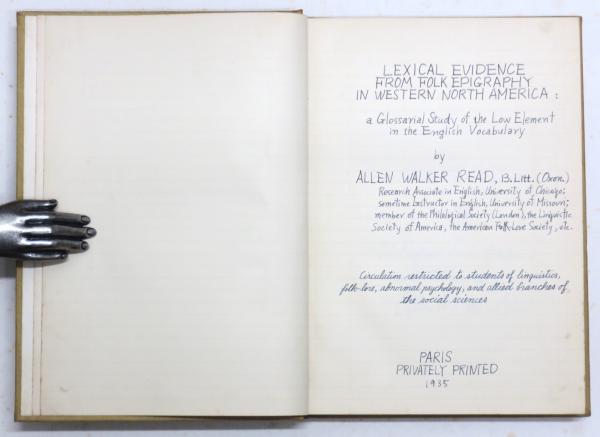 LEXICAL EVIDENCE
FROM FOLK EPIGRAPHY
IN WESTERN NORTH AMERICA :
a Glossarial Study of the Low Element
in the English Vocabulary
by
ALLEN WALKER READ, B. Litt. (Oxon.)
Research Associate in English, University of Chicago;
sometime Instructor in English, University of Missouri;
member of the Philological Society (London), the Linguistic
Society of America, the American Folk-Lore Society, etc.
Circulation restricted to students of linguistics,
folk-lore, abnormal psychology, and allied branches of
the social sciences
PARIS
PRIVATELY PRINTED
1935